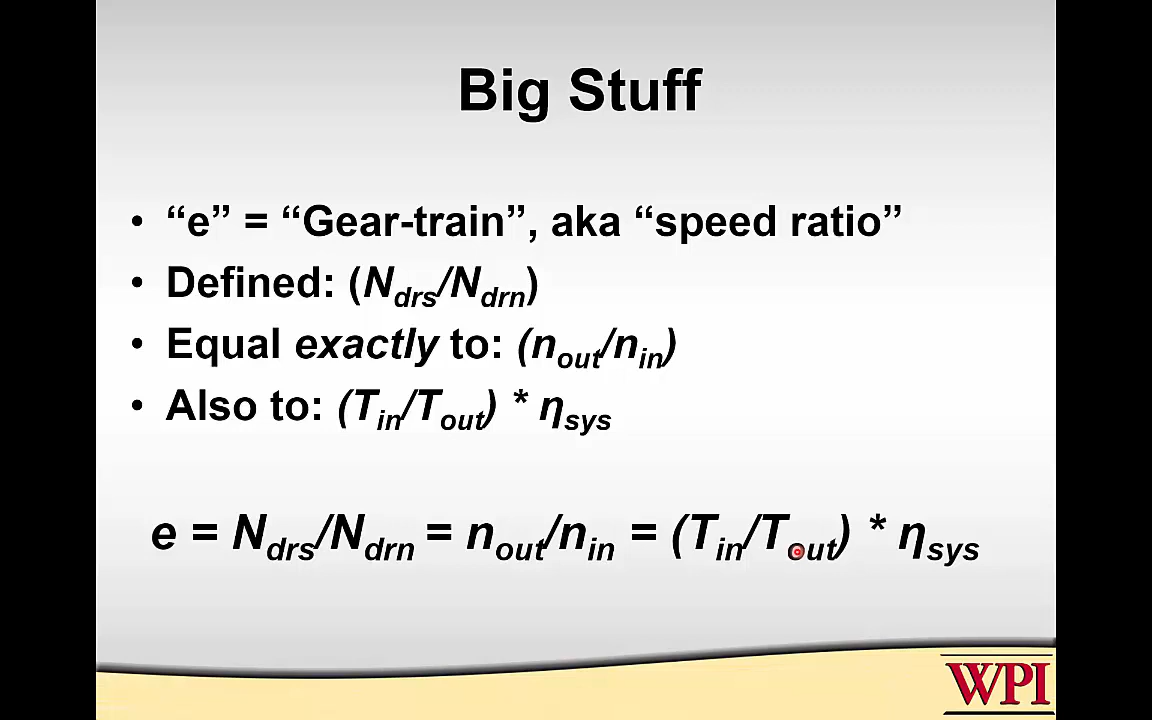 Big Stuff
• “e” = “Gear-train”, aka “speed ratio”
• Defined: (N_drs/N_drn)
• Equal exactly to: (n_out/n_in)
• Also to: (T_in/T_out) * η_sys
e = N_drs/N_drn = n_out/n_in = (T_in/T_out) * η_sys
WPI